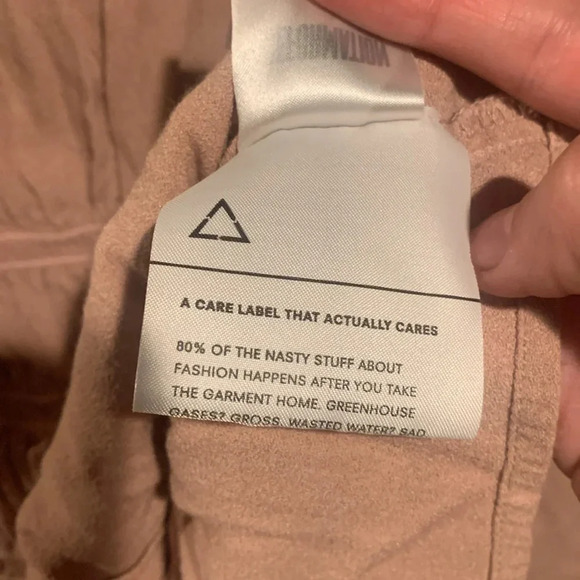 A CARE LABEL THAT ACTUALLY CARES
80% OF THE NASTY STUFF ABOUT
FASHION HAPPENS AFTER YOU TAKE
THE GARMENT HOME. GREENHOUSE
GASES? GROSS. WASTED WATER? SAD